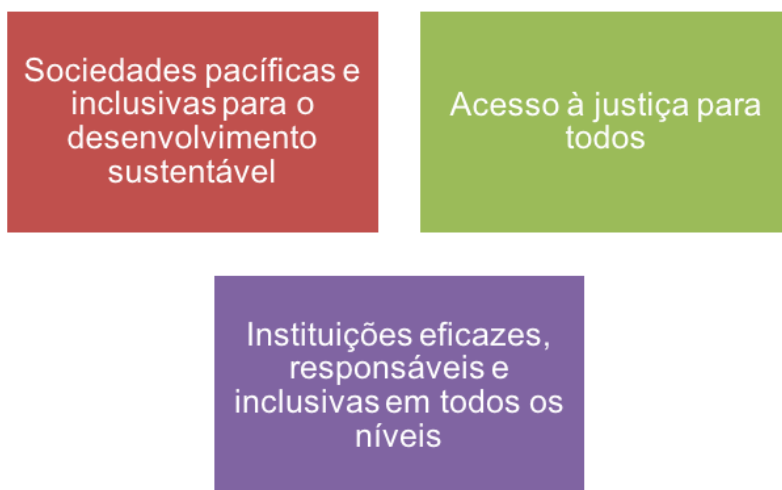 Sociedades pacíficas e
inclusivas para o
desenvolvimento
sustentável
Acesso à justiça para
todos
Instituições eficazes,
responsáveis e
inclusivas em todos os
níveis